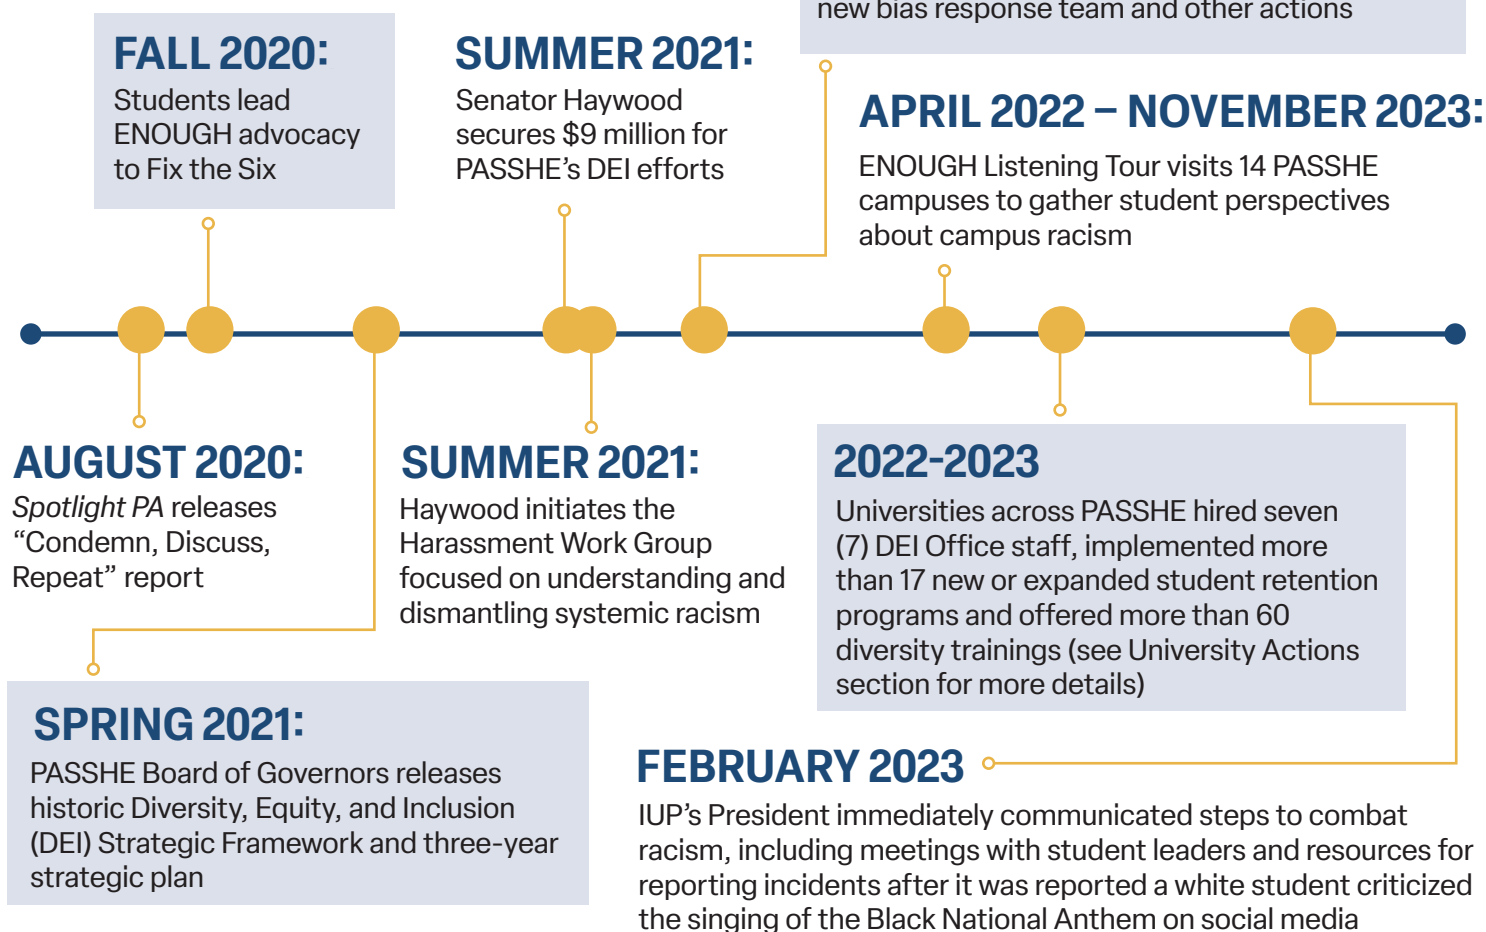 new bias response team and other actions
FALL 2020:
Students lead
ENOUGH advocacy
to Fix the Six
SUMMER 2021:
Senator Haywood
secures $9 million for
PASSHE’s DEI efforts
APRIL 2022 – NOVEMBER 2023:
ENOUGH Listening Tour visits 14 PASSHE
campuses to gather student perspectives
about campus racism
AUGUST 2020:
Spotlight PA releases
“Condemn, Discuss,
Repeat” report
SUMMER 2021:
Haywood initiates the
Harassment Work Group
focused on understanding and
dismantling systemic racism
2022-2023
Universities across PASSHE hired seven
(7) DEI Office staff, implemented more
than 17 new or expanded student retention
programs and offered more than 60
diversity trainings (see University Actions
section for more details)
SPRING 2021:
PASSHE Board of Governors releases
historic Diversity, Equity, and Inclusion
(DEI) Strategic Framework and three-year
strategic plan
FEBRUARY 2023
IUP’s President immediately communicated steps to combat
racism, including meetings with student leaders and resources for
reporting incidents after it was reported a white student criticized
the singing of the Black National Anthem on social media